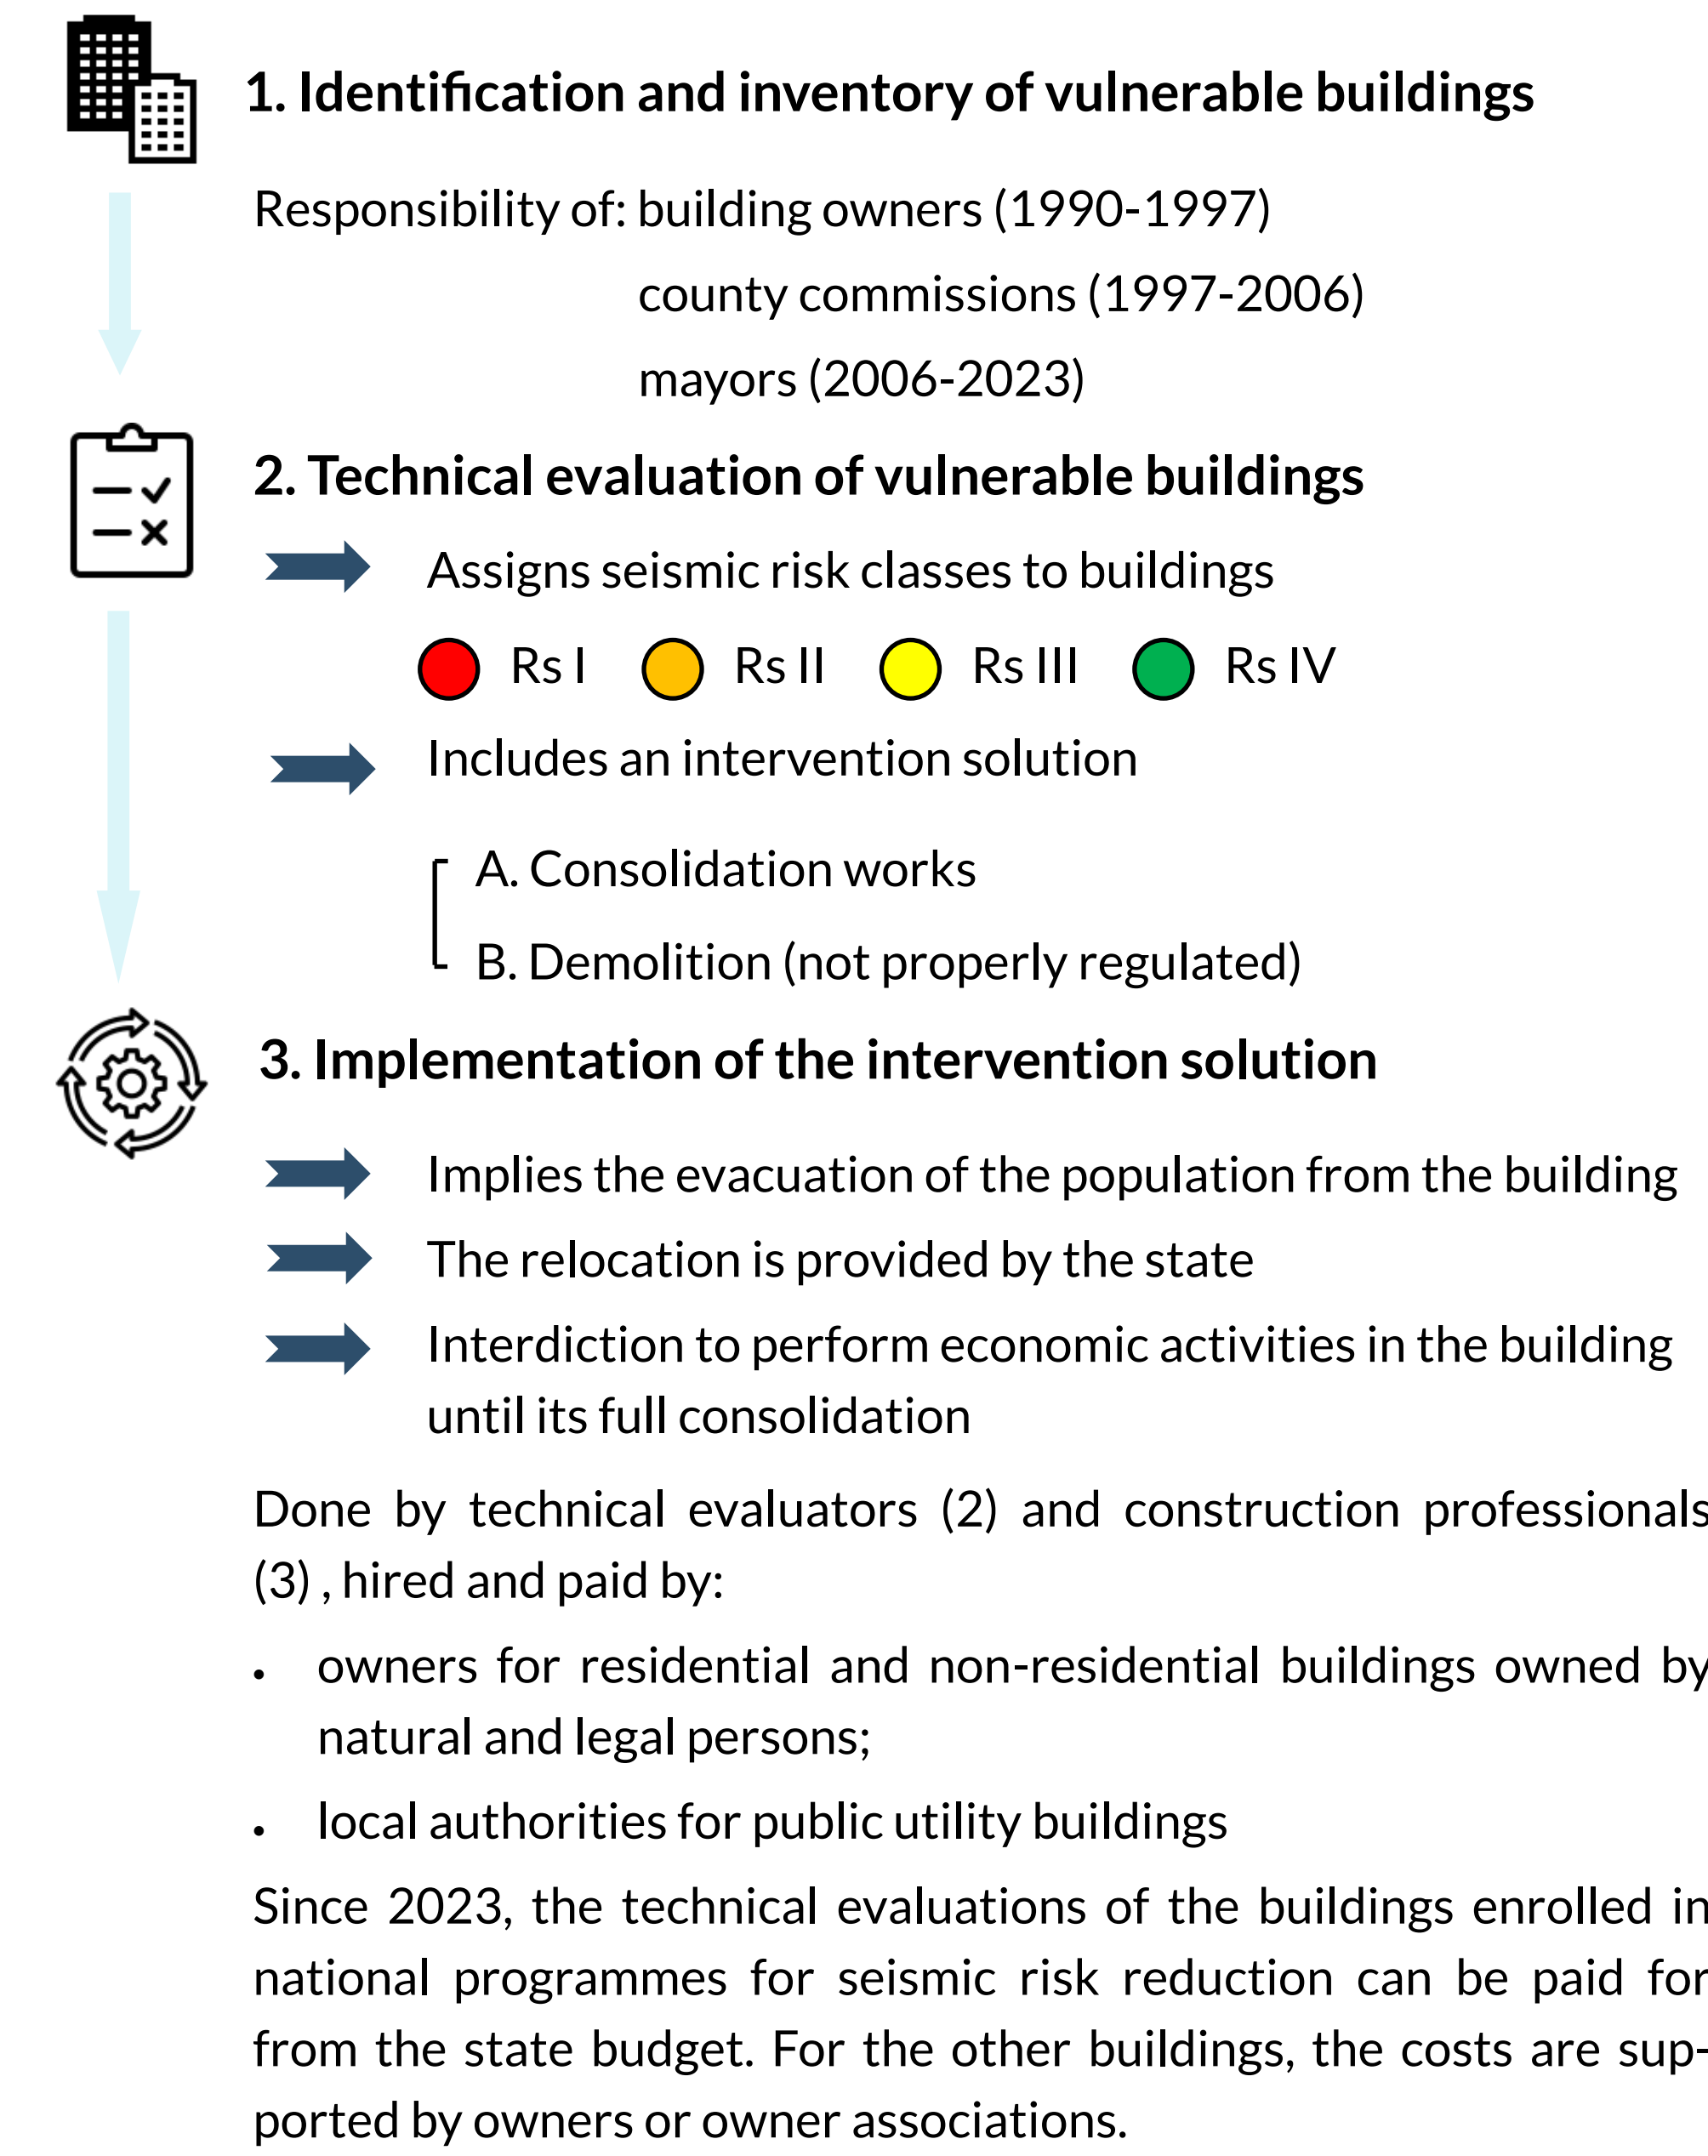 1. Identification and inventory of vulnerable buildings
Responsibility of: building owners (1990-1997)
county commissions (1997-2006)
mayors (2006-2023)
2. Technical evaluation of vulnerable buildings
Assigns seismic risk classes to buildings
Rs I Rs II Rs III Rs IV
Includes an intervention solution
A. Consolidation works
B. Demolition (not properly regulated)
3. Implementation of the intervention solution
Implies the evacuation of the population from the building
The relocation is provided by the state
Interdiction to perform economic activities in the building
until its full consolidation
Done by technical evaluators (2) and construction professionals
(3) , hired and paid by:
• owners for residential and non-residential buildings owned by
natural and legal persons;
• local authorities for public utility buildings
Since 2023, the technical evaluations of the buildings enrolled in
national programmes for seismic risk reduction can be paid for
from the state budget. For the other buildings, the costs are sup-
ported by owners or owner associations.